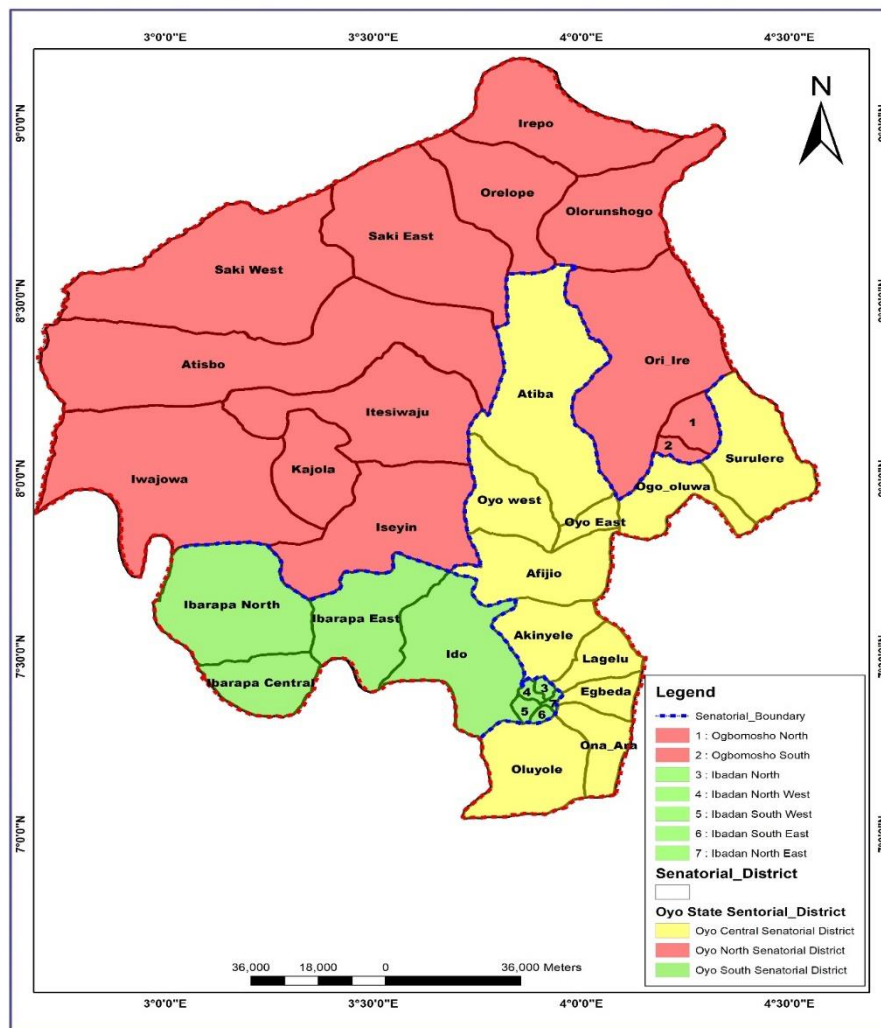 3°0'0"E 3°30'0"E 4°0'0"E 4°30'0"E
N
9°0'0"N
Irepo
Orelope
Olorunshogo
Saki East
Saki West
8°30'0"N
Atisbo
Ori_Ire
Atiba
Itesiwaju
1
2
Surulere
Kajola
Iwajowa
8°0'0"N
Ogo_oluwa
Oyo west
Oyo East
Iseyin
Afijio
Ibarapa North
Ibarapa East
Akinyele
Ido
7°30'0"N
Lagelu
Ibarapa Central
4 3
Egbeda
5 6
Ona_Ara
Oluyole
7°0'0"N
Legend
Senatorial_Boundary
1 : Ogbomosho North
2 : Ogbomosho South
3 : Ibadan North
4 : Ibadan North West
5 : Ibadan South West
6 : Ibadan South East
7 : Ibadan North East
Senatorial_District
Oyo State Sentorial_District
Oyo Central Senatorial District
Oyo North Senatorial District
Oyo South Senatorial District
36,000 18,000 0 36,000 Meters
3°0'0"E 3°30'0"E 4°0'0"E 4°30'0"E